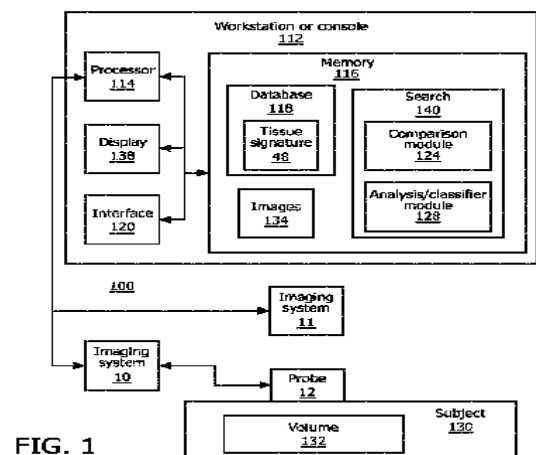 Workstation or console
112
Processor
114
Memory
116
Database
118
Tissue
signature
48
Search
140
Comparison
module
124
Display
138
Images
134
Analysis/classifier
module
128
Interface
120
100
Imaging
system
11
Imaging
system
10
Probe
12
Subject
130
Volume
132
FIG. 1